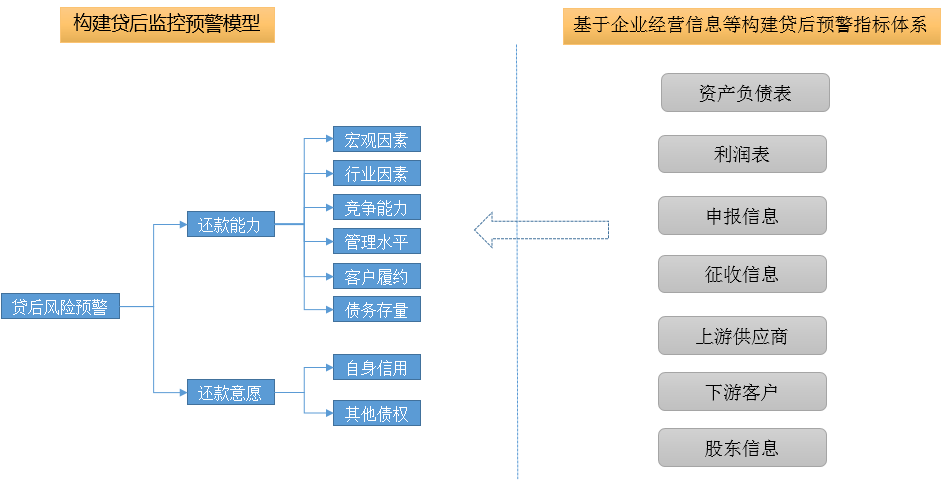 构建贷后监控预警模型
基于企业经营信息等构建贷后预警指标体系
贷后风险预警
还款能力
宏观因素
行业因素
竞争能力
管理水平
客户履约
债务存量
还款意愿
自身信用
其他债权
资产负债表
利润表
申报信息
征收信息
上游供应商
下游客户
股东信息